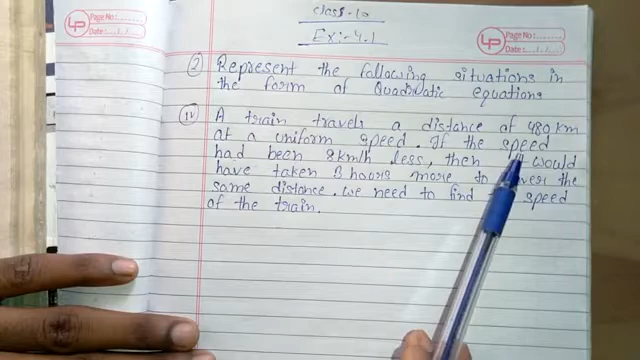 LP Page No: ......
Date: .../.../...
class-10
Ex:- 4.1
LP Page No: ......
Date: .../.../...
② Represent the following situations in
the form of Quadratic equations
(iv) A train travels a distance of 480 km
at a uniform speed. If the speed
had been 8km/h less, then would
have taken 3 hours more to the
same distance. we need to find speed
of the train.